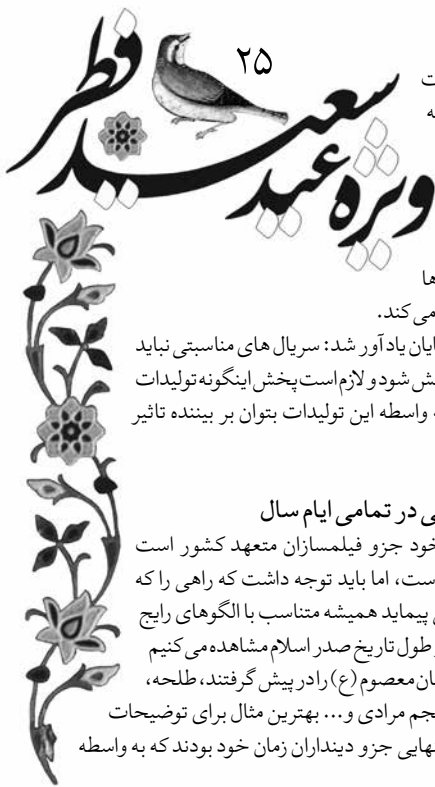 ۲۵
ویژه عید سعید فطر
ت
ه
ها
می‌کند.
ایان یادآور شد: سریال های مناسبتی نباید
ش شود و لازم است پخش اینگونه تولیدات
ه واسطه این تولیدات بتوان بر بیننده تاثیر
ی در تمامی ایام سال
خود جزو فیلمسازان متعهد کشور است
است، اما باید توجه داشت که راهی را که
ی پیماید همیشه متناسب با الگوهای رایج
ر طول تاریخ صدر اسلام مشاهده می کنیم
ان معصوم (ع) را در پیش گرفتند، طلحه،
جم مرادی و... بهترین مثال برای توضیحات
نهایی جزو دینداران زمان خود بودند که به واسطه